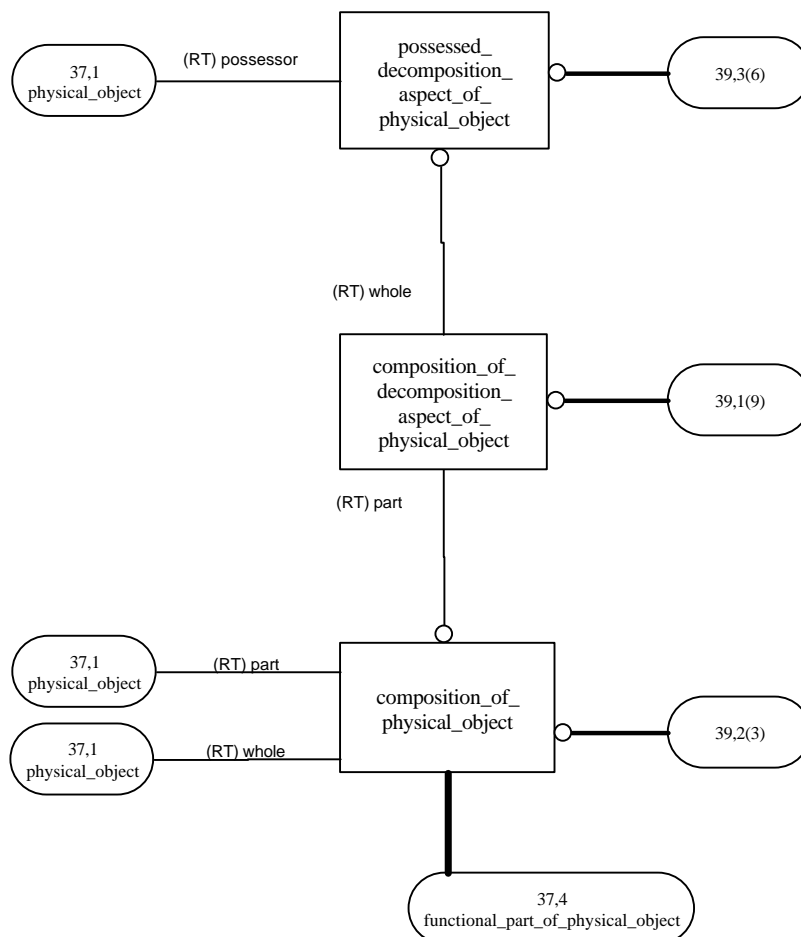 37,1
physical_object
(RT) possessor
possessed_
decomposition_
aspect_of_
physical_object
39,3(6)
(RT) whole
composition_of_
decomposition_
aspect_of_
physical_object
39,1(9)
(RT) part
37,1
physical_object
(RT) part
composition_of_
physical_object
39,2(3)
37,1
physical_object
(RT) whole
37,4
functional_part_of_physical_object